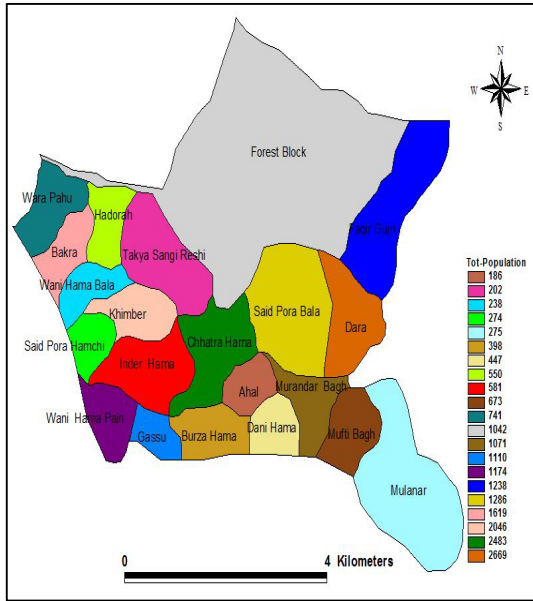 N
W E
S
Forest Block
Wara Pahu
Hadorah
Bakra
Takya Sangi Reshi
Wani Hama Bala
Khimber
Said Pora Bala
Dara
Said Pora Hamchi
Chhatra Hama
Inder Hama
Ahal
Murandar Bagh
Wani Hama Pain
Gassu
Burza Hama
Dani Hama
Mufti Bagh
Mulanar
Tot-Population
186
202
238
274
275
398
447
550
581
673
741
1042
1071
1110
1174
1238
1286
1619
2046
2483
2669
0 4 Kilometers